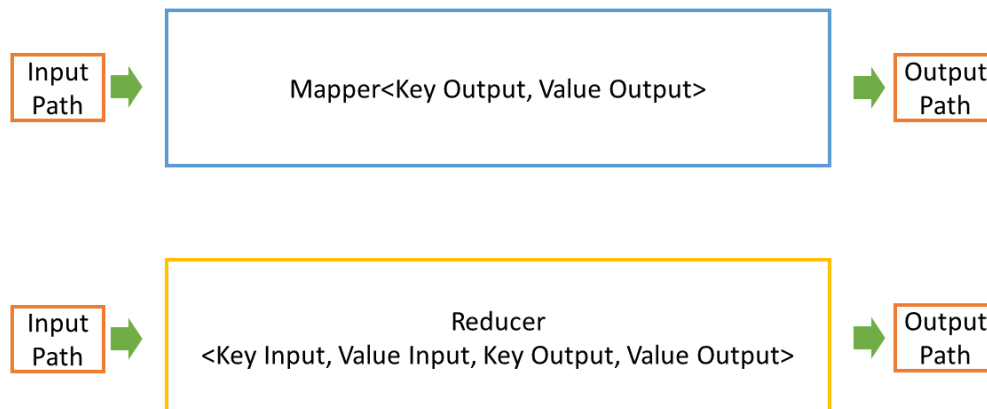 Input
Path
Mapper<Key Output, Value Output>
Output
Path
Input
Path
Reducer
<Key Input, Value Input, Key Output, Value Output>
Output
Path